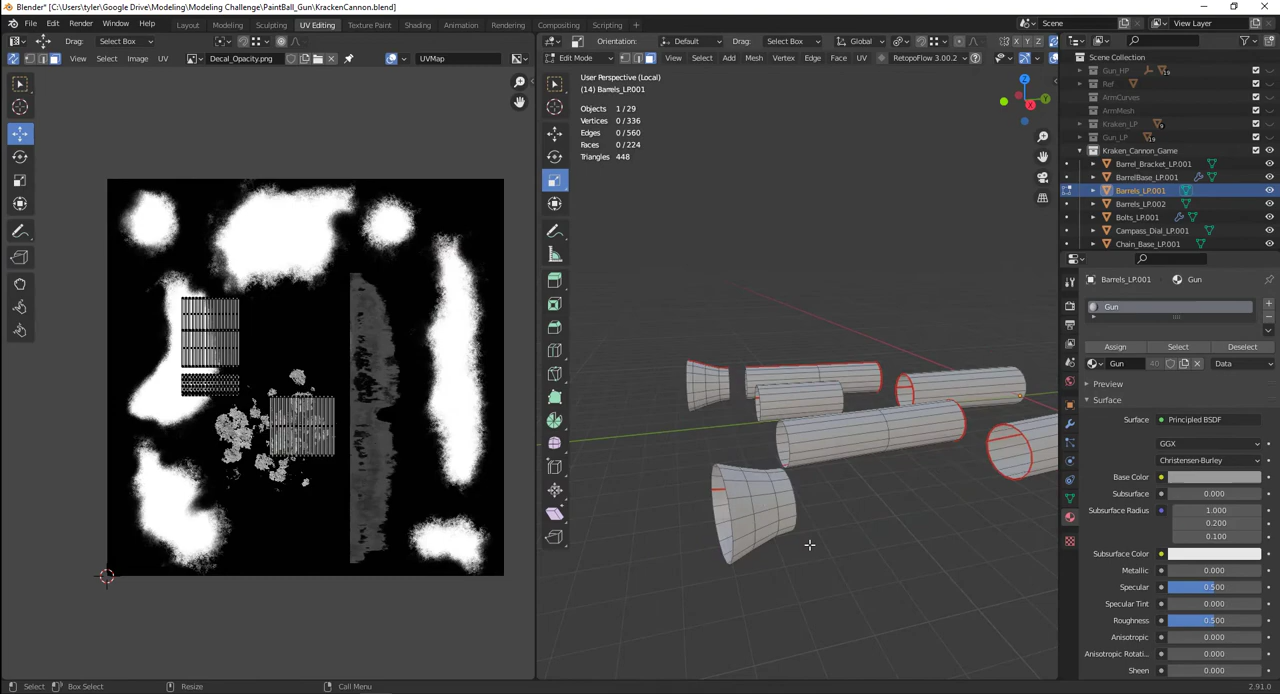 Blender* [C:\Users\tyler\Google Drive\Modeling\Modeling Challenge\PaintBall_Gun\KrackenCannon.blend]
File Edit Render Window Help Layout Modeling Sculpting UV Editing Texture Paint Shading Animation Rendering Compositing Scripting + Scene View Layer
Drag: Select Box Orientation: Default Drag: Select Box Global X Y Z
View Select Image UV Decal_Opacity.png UVMap Edit Mode View Select Add Mesh Vertex Edge Face UV RetopoFlow 3.00.2
User Perspective (Local)
(14) Barrels_LP.001
Objects 1/29
Vertices 0/336
Edges 0/560
Faces 0/224
Triangles 448
Z
Y
X
Scene Collection
Gun_HP 19
Ref
ArmCurves
ArmMesh
Kraken_LP 9
Gun_LP 19
Kracken_Cannon_Game
Barrel_Bracket_LP.001
BarrelBase_LP.001
Barrels_LP.001
Barrels_LP.002
Bolts_LP.001
Campass_Dial_LP.001
Chain_Base_LP.001
Barrels_LP.001 Gun
Gun
Assign Select Deselect
Gun 40 Data
Preview
Surface
Surface Principled BSDF
GGX
Christensen-Burley
Base Color
Subsurface 0.000
Subsurface Radius 1.000
0.200
0.100
Subsurface Color
Metallic 0.000
Specular 0.500
Specular Tint 0.000
Roughness 0.500
Anisotropic 0.000
Anisotropic Rotati... 0.000
Sheen 0.000
Select Box Select Resize Call Menu 2.91.0